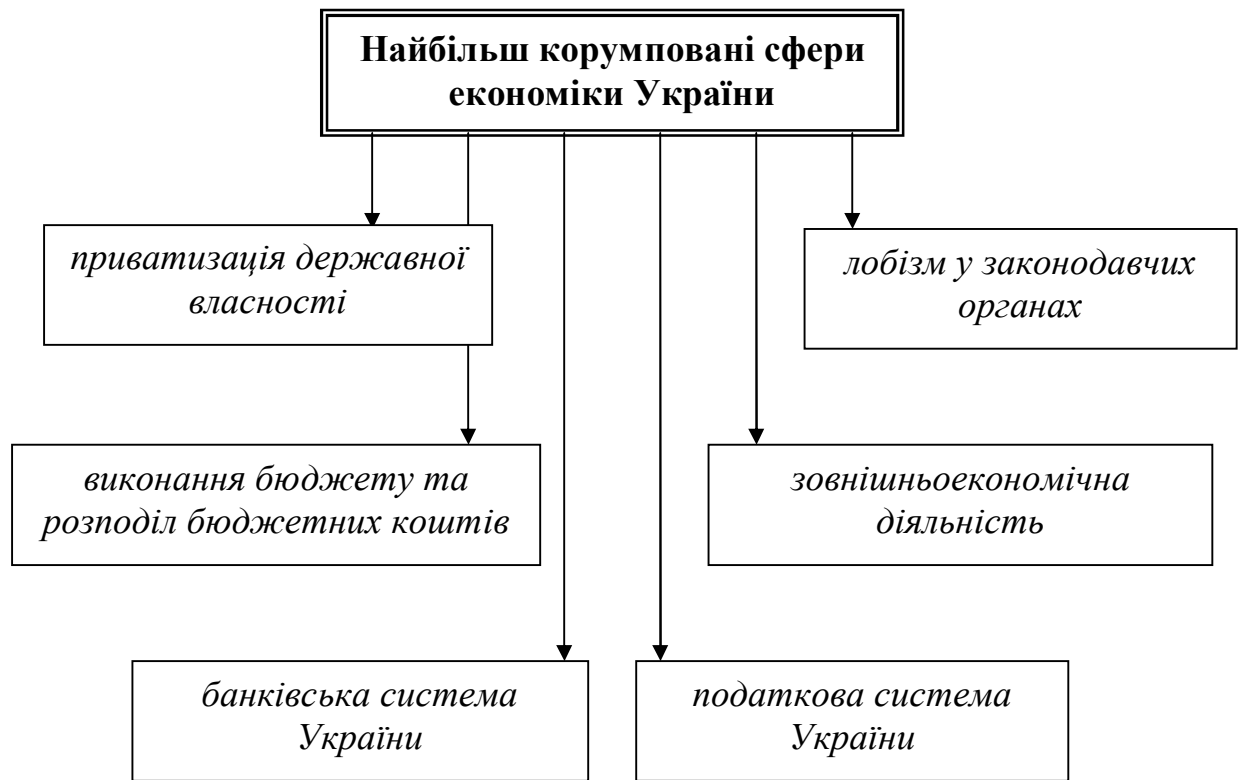 Найбільш корумповані сфери
економіки України
приватизація державної
власності
лобізм у законодавчих
органах
виконання бюджету та
розподіл бюджетних коштів
зовнішньоекономічна
діяльність
банківська система
України
податкова система
України